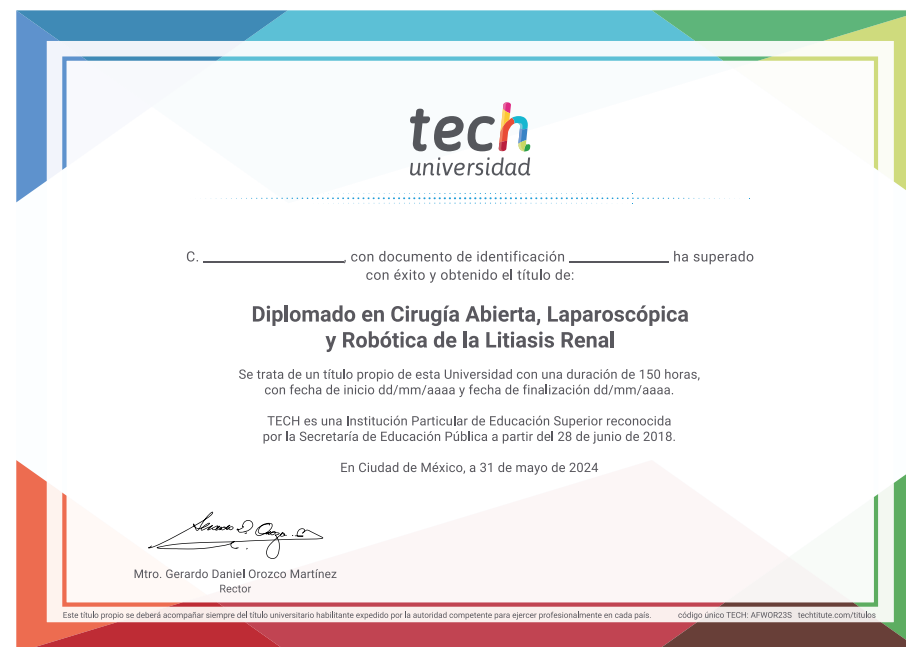 tech
universidad
C. ____________, con documento de identificación ____________ ha superado
con éxito y obtenido el título de:
Diplomado en Cirugía Abierta, Laparoscópica
y Robótica de la Litiasis Renal
Se trata de un título propio de esta Universidad con una duración de 150 horas,
con fecha de inicio dd/mm/aaaa y fecha de finalización dd/mm/aaaa.
TECH es una Institución Particular de Educación Superior reconocida
por la Secretaría de Educación Pública a partir del 28 de junio de 2018.
En Ciudad de México, a 31 de mayo de 2024
Mtro. Gerardo Daniel Orozco Martínez
Rector
Este título propio se deberá acompañar siempre del título universitario habilitante expedido por la autoridad competente para ejercer profesionalmente en cada país. código único TECH: AFWOR23S techtitute.com/titulos